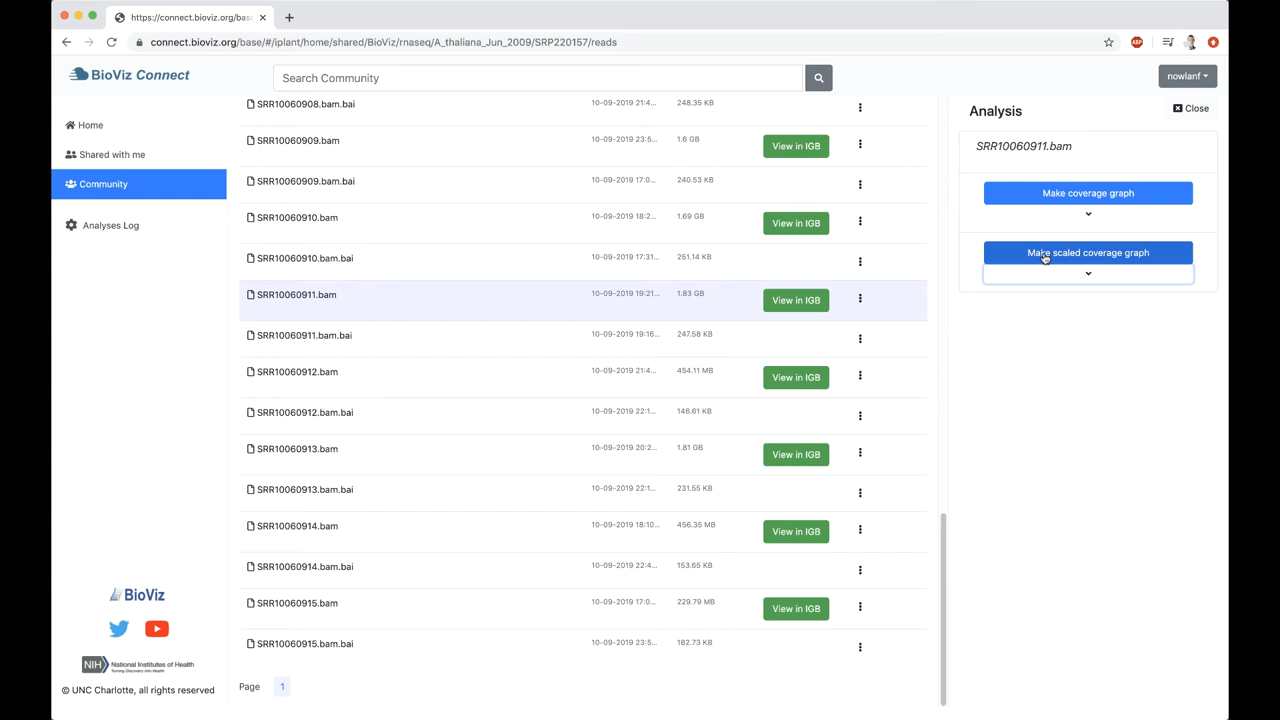 https://connect.bioviz.org/bas
connect.bioviz.org/base/#/iplant/home/shared/BioViz/rnaseq/A_thaliana_Jun_2009/SRP220157/reads
ABP
BioViz Connect
Search Community
nowlanf
Home
Shared with me
Community
Analyses Log
SRR10060908.bam.bai 10-09-2019 21:4... 248.35 KB
SRR10060909.bam 10-09-2019 23:5... 1.6 GB View in IGB
SRR10060909.bam.bai 10-09-2019 17:0... 240.53 KB
SRR10060910.bam 10-09-2019 18:2... 1.69 GB View in IGB
SRR10060910.bam.bai 10-09-2019 17:31... 251.14 KB
SRR10060911.bam 10-09-2019 19:21... 1.83 GB View in IGB
SRR10060911.bam.bai 10-09-2019 19:16... 247.58 KB
SRR10060912.bam 10-09-2019 21:4... 454.11 MB View in IGB
SRR10060912.bam.bai 10-09-2019 22:1... 146.61 KB
SRR10060913.bam 10-09-2019 20:2... 1.81 GB View in IGB
SRR10060913.bam.bai 10-09-2019 22:1... 231.55 KB
SRR10060914.bam 10-09-2019 18:10... 456.35 MB View in IGB
SRR10060914.bam.bai 10-09-2019 22:4... 153.65 KB
SRR10060915.bam 10-09-2019 17:0... 229.79 MB View in IGB
SRR10060915.bam.bai 10-09-2019 23:5... 182.73 KB
Page 1
Analysis
Close
SRR10060911.bam
Make coverage graph
Make scaled coverage graph
BioViz
NIH National Institutes of Health
Turning Discovery Into Health
© UNC Charlotte, all rights reserved